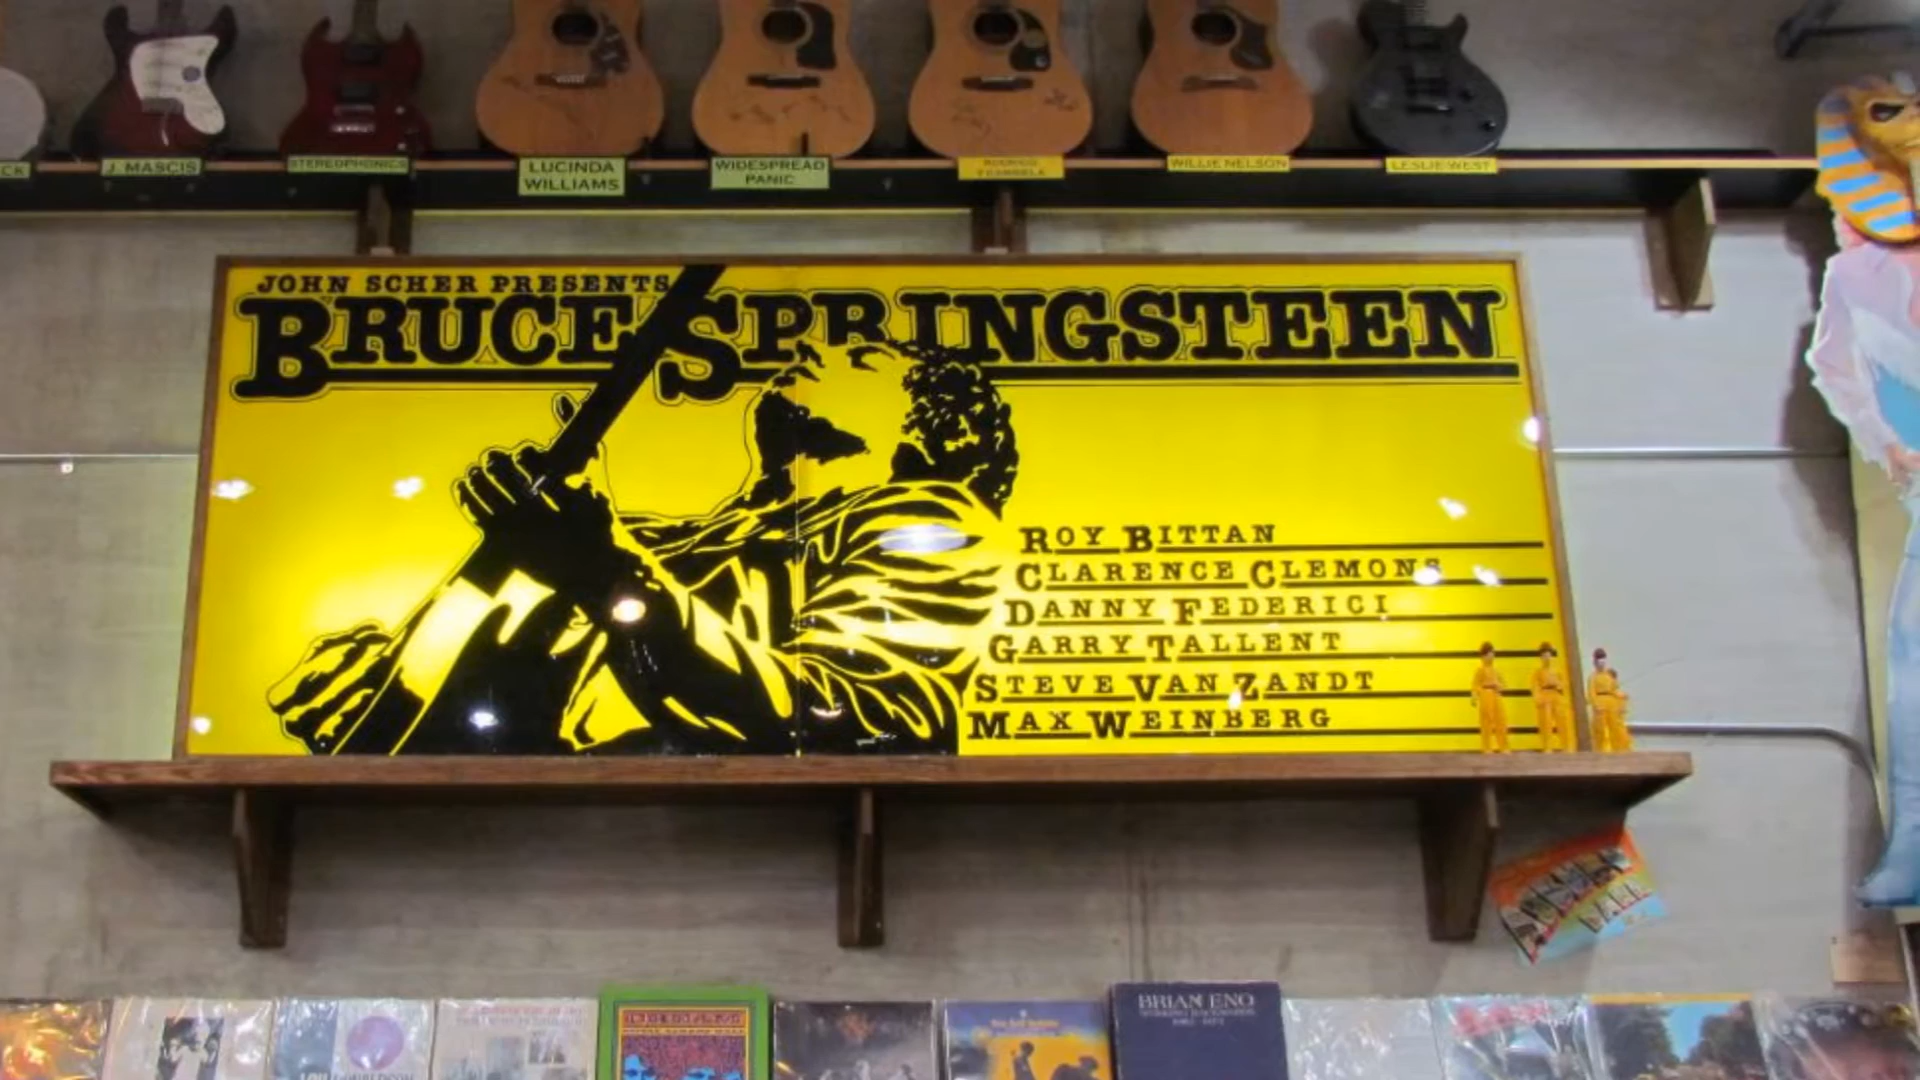 CK
J. MASCIS
STEREOPHONICS
LUCINDA
WILLIAMS
WIDESPREAD
PANIC
WILLIE NELSON
LESLIE WEST
JOHN SCHER PRESENTS
BRUCE SPRINGSTEEN
ROY BITTAN
CLARENCE CLEMONS
DANNY FEDERICI
GARRY TALLENT
STEVE VAN ZANDT
MAX WEINBERG
BRIAN ENO